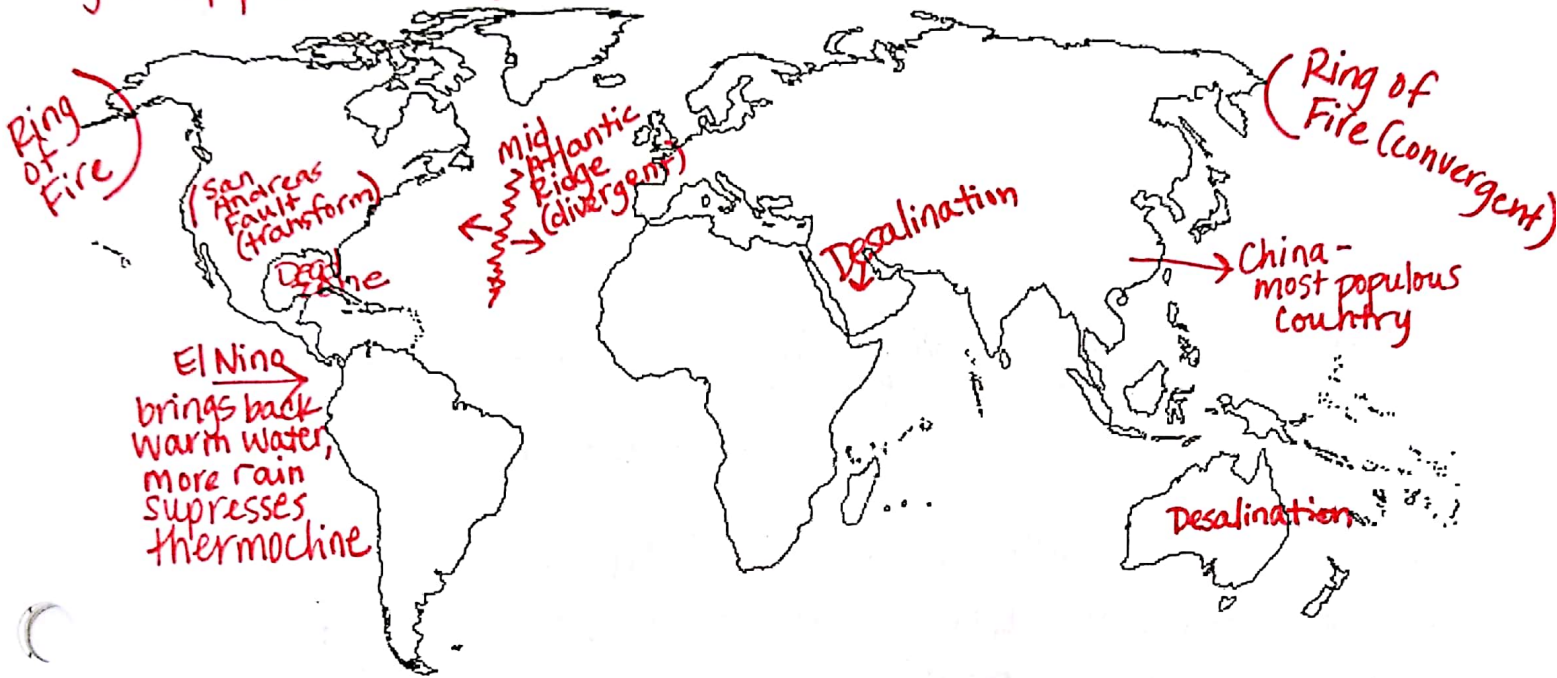 Ring
of
Fire
(San
Andreas
Fault
(transform)
Dead
Zone
mid
Atlantic
Ridge
(divergent)
Desalination
Ring of
Fire (convergent)
China -
most populous
Country
El Nino
brings back
warm water,
more rain
supresses
thermocline
Desalination